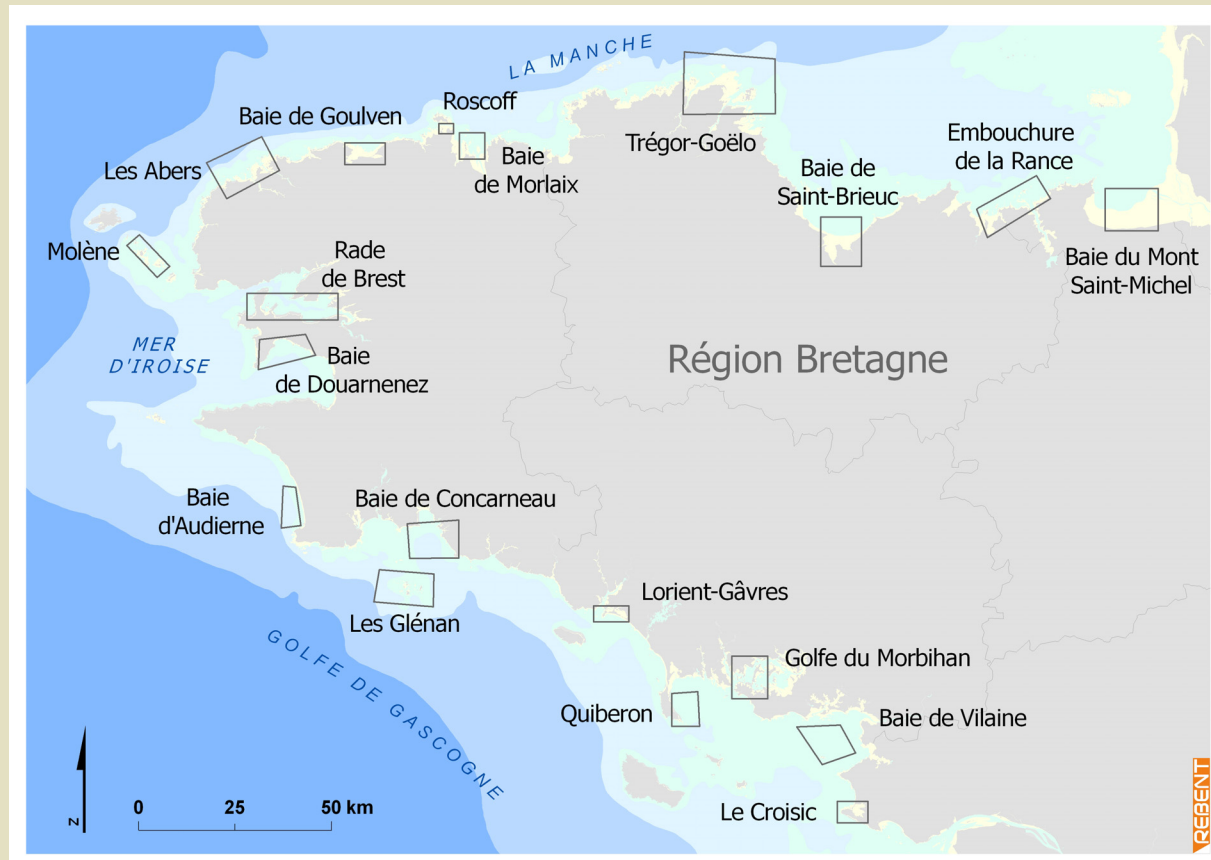 LA MANCHE
Roscoff
Baie de Goulven
Trégor-Goëlo
Embouchure
de la Rance
Les Abers
Baie
de Morlaix
Baie de
Saint-Brieuc
Molène
Rade
de Brest
Baie du Mont
Saint-Michel
MER
D'IROISE
Baie
de Douarnenez
Région Bretagne
Baie
d'Audierne
Baie de Concarneau
Lorient-Gâvres
Les Glénan
Golfe du Morbihan
GOLFE DE GASCOGNE
Quiberon
Baie de Vilaine
Le Croisic
N
0 25 50 km
REBENT